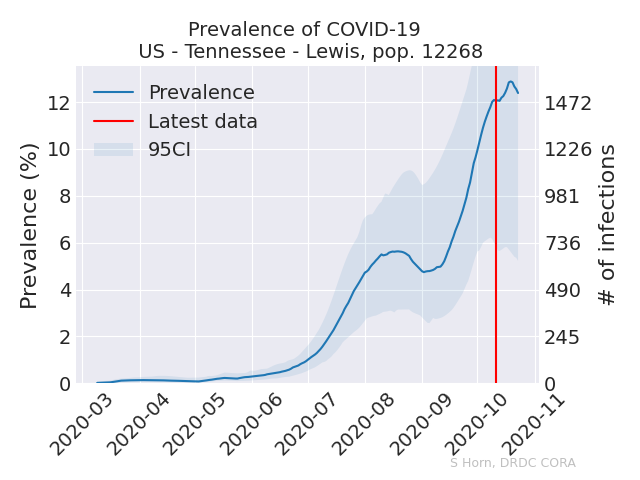 Prevalence of COVID-19
US - Tennessee - Lewis, pop. 12268
Prevalence
Latest data
95CI
Prevalence (%)
12
10
8
6
4
2
0
1472
1226
981
736
490
245
0
# of infections
2020-03
2020-04
2020-05
2020-06
2020-07
2020-08
2020-09
2020-10
2020-11
S Horn, DRDC CORA